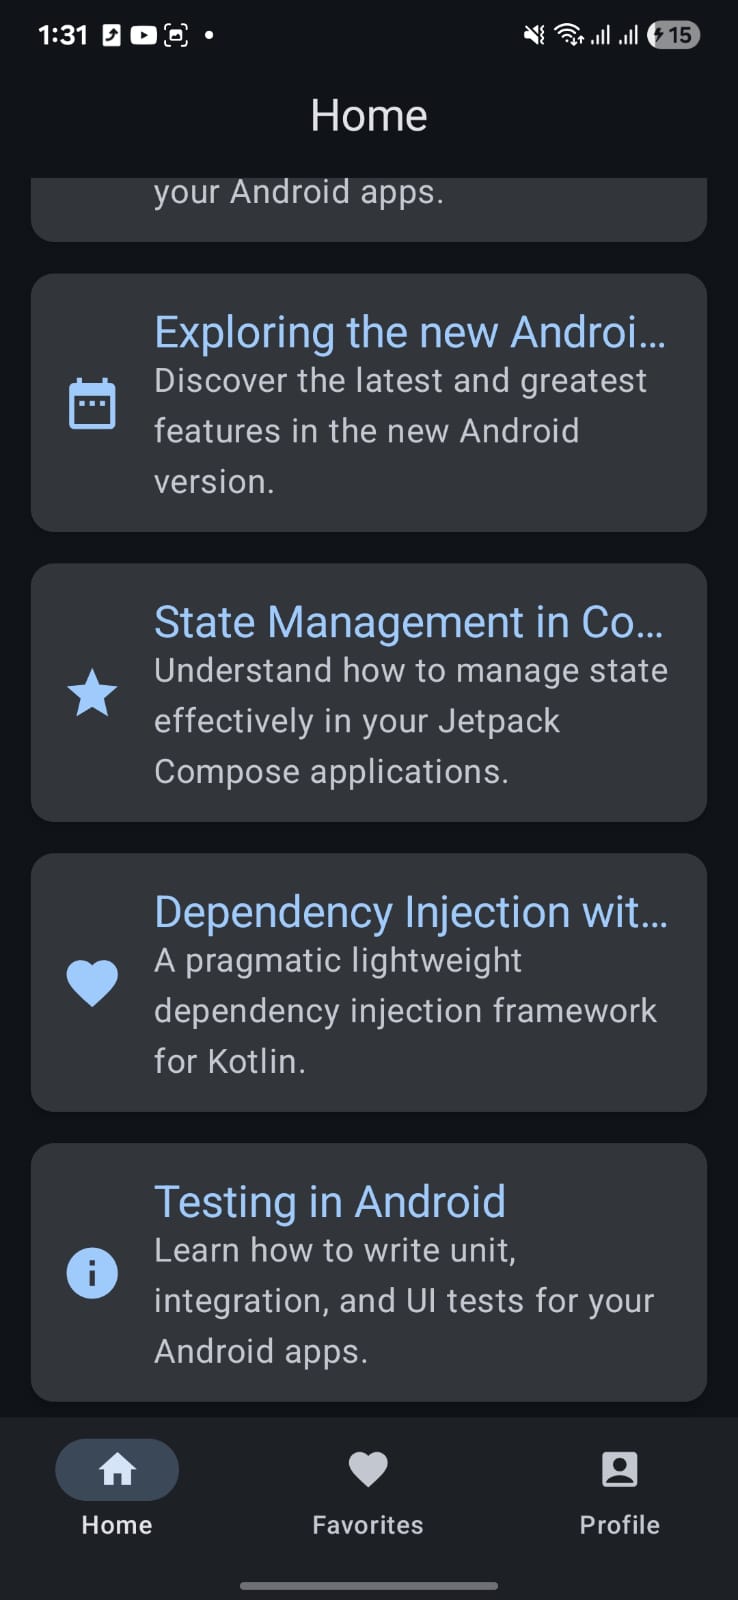 1:31
15
Home
your Android apps.
Exploring the new Androi...
Discover the latest and greatest
features in the new Android
version.
State Management in Co...
Understand how to manage state
effectively in your Jetpack
Compose applications.
Dependency Injection wit...
A pragmatic lightweight
dependency injection framework
for Kotlin.
Testing in Android
Learn how to write unit,
integration, and UI tests for your
Android apps.
Home
Favorites
Profile